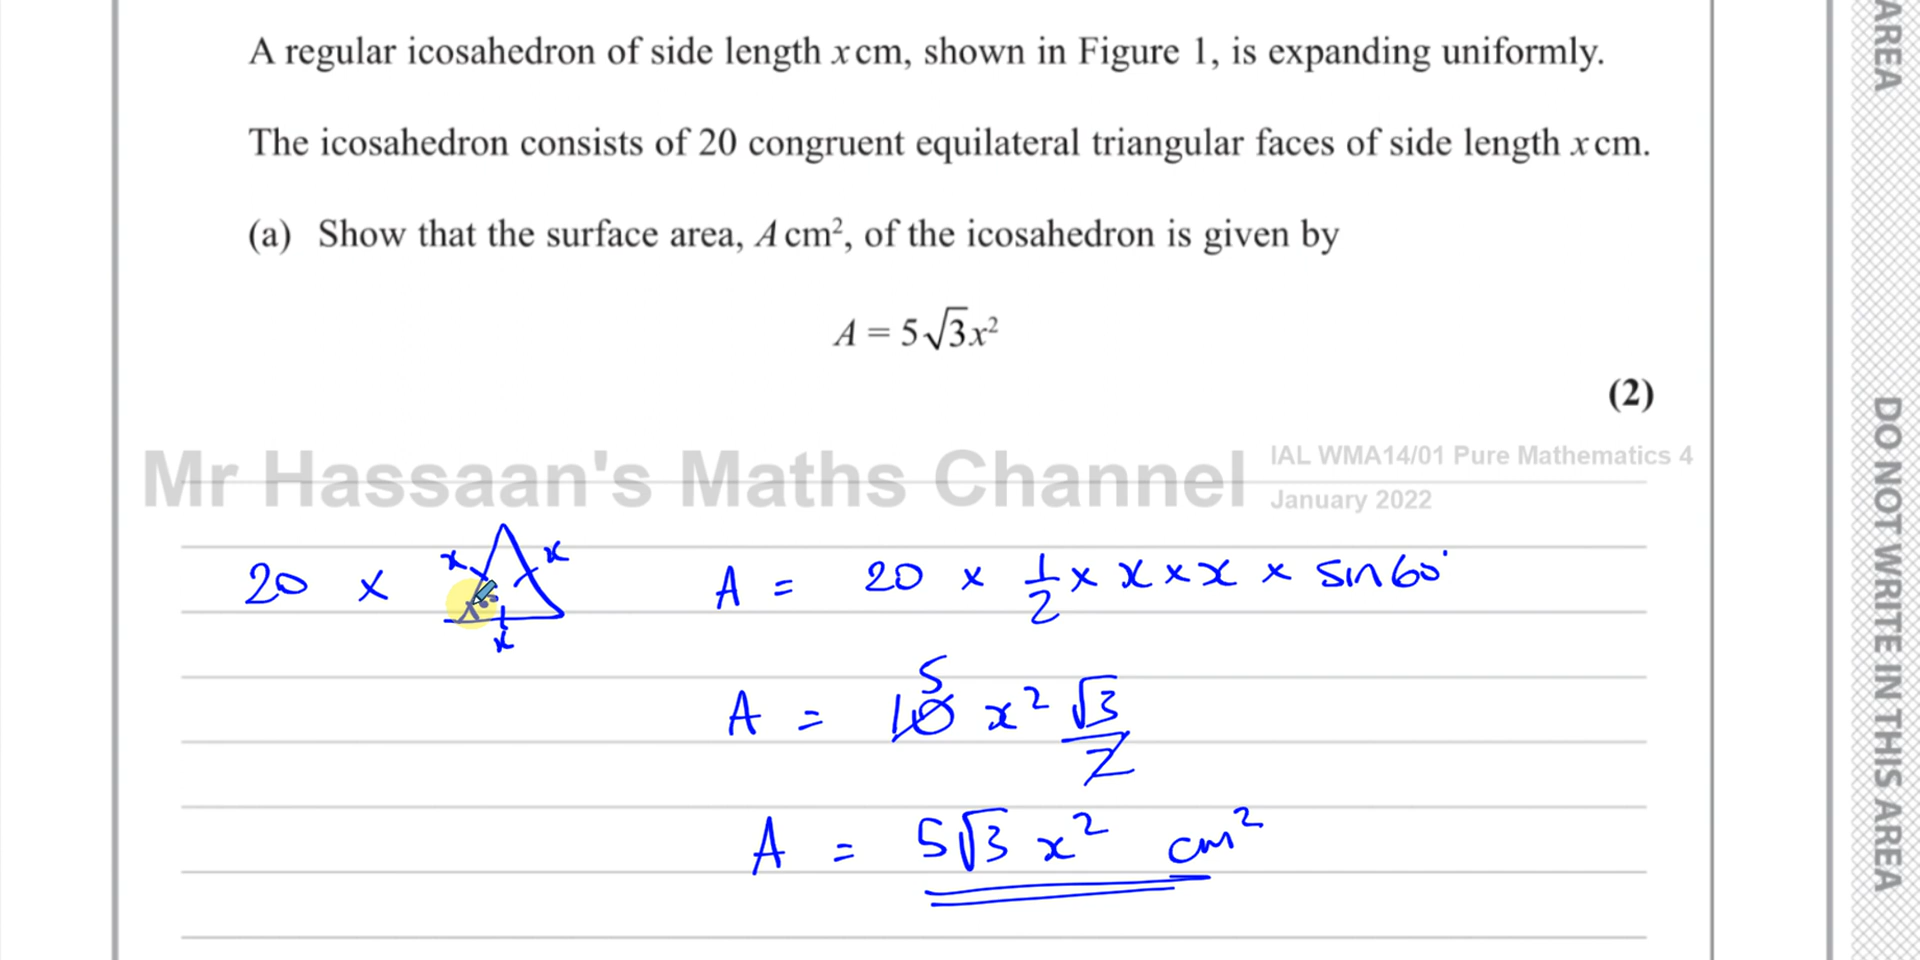 A regular icosahedron of side length x cm, shown in Figure 1, is expanding uniformly.
The icosahedron consists of 20 congruent equilateral triangular faces of side length x cm.
(a) Show that the surface area, A cm², of the icosahedron is given by
A = 5√3x²
(2)
Mr Hassaan's Maths Channel
IAL WMA14/01 Pure Mathematics 4
January 2022
20 × x x x
A = 20 × 1/2 × x × x × sin60°
5
A = 10 x² √3/2
A = 5√3 x² cm²
AREA
DO NOT WRITE IN THIS AREA